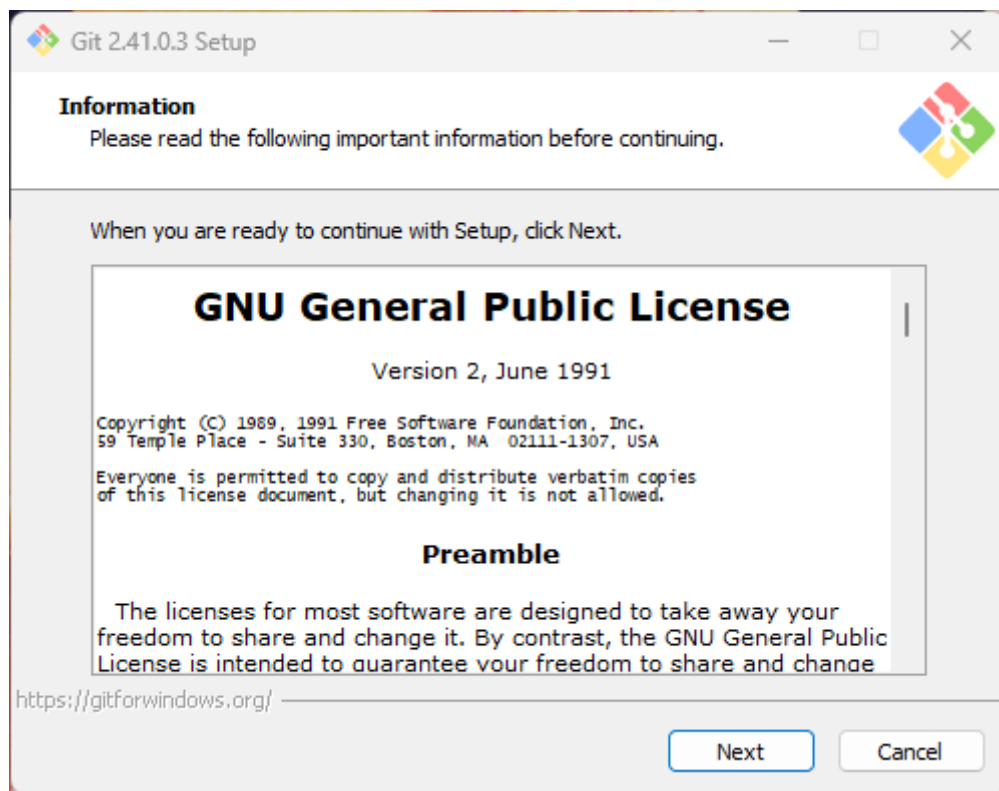 Git 2.41.0.3 Setup
Information
Please read the following important information before continuing.
When you are ready to continue with Setup, click Next.
GNU General Public License
Version 2, June 1991
Copyright (C) 1989, 1991 Free Software Foundation, Inc.
59 Temple Place - Suite 330, Boston, MA  02111-1307, USA
Everyone is permitted to copy and distribute verbatim copies
of this license document, but changing it is not allowed.
Preamble
The licenses for most software are designed to take away your
freedom to share and change it. By contrast, the GNU General Public
License is intended to guarantee your freedom to share and change
https://gitforwindows.org/
Next
Cancel